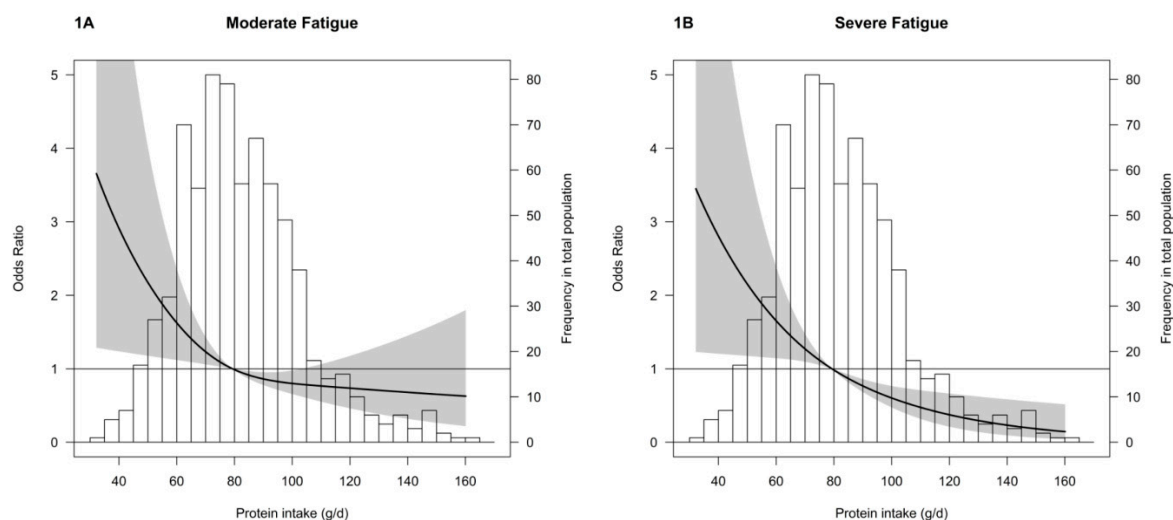 1A
Moderate Fatigue
5
4
3
2
1
0
Odds Ratio
80
70
60
50
40
30
20
10
0
Frequency in total population
40 60 80 100 120 140 160
Protein intake (g/d)
1B
Severe Fatigue
5
4
3
2
1
0
Odds Ratio
80
70
60
50
40
30
20
10
0
Frequency in total population
40 60 80 100 120 140 160
Protein intake (g/d)